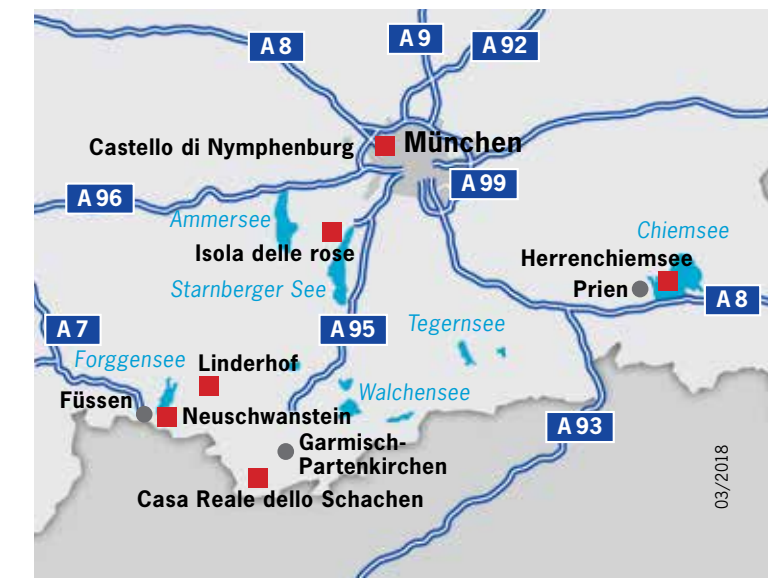 A 8
A 9
A 92
Castello di Nymphenburg
München
A 96
A 99
Ammersee
Isola delle rose
Starnberger See
Chiemsee
Herrenchiemsee
Prien
A 8
A 7
A 95
Tegernsee
Forggensee
Linderhof
Walchensee
Füssen
Neuschwanstein
A 93
Garmisch-
Partenkirchen
Casa Reale dello Schachen
03/2018